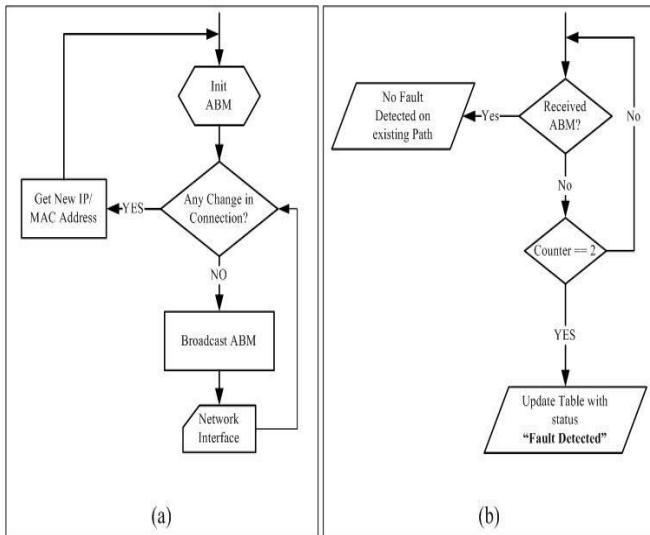 Init
ABM
Get New IP/
MAC Address
YES
Any Change in
Connection?
NO
Broadcast ABM
Network
Interface
(a)
No Fault
Detected on
existing Path
Yes
Received
ABM?
No
No
Counter == 2
YES
Update Table with
status
“Fault Detected”
(b)